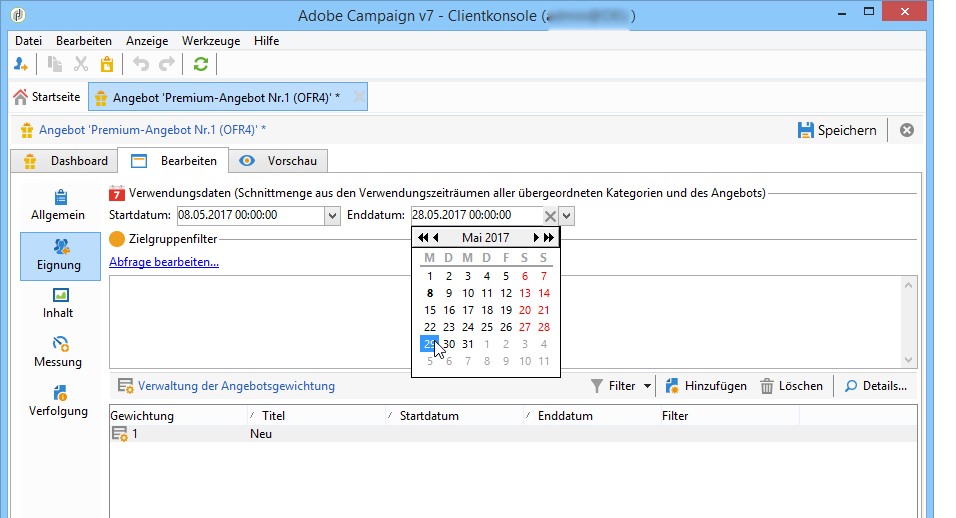 Adobe Campaign v7 - Clientkonsole ( )
Datei Bearbeiten Anzeige Werkzeuge Hilfe
Startseite Angebot 'Premium-Angebot Nr.1 (OFR4)' *
Angebot 'Premium-Angebot Nr.1 (OFR4)' * Speichern
Dashboard Bearbeiten Vorschau
Allgemein
Eignung
Inhalt
Messung
Verfolgung
7 Verwendungsdaten (Schnittmenge aus den Verwendungszeiträumen aller übergeordneten Kategorien und des Angebots)
Startdatum: 08.05.2017 00:00:00 Enddatum: 28.05.2017 00:00:00
Zielgruppenfilter
Abfrage bearbeiten...
Mai 2017
M D M D F S S
1 2 3 4 5 6 7
8 9 10 11 12 13 14
15 16 17 18 19 20 21
22 23 24 25 26 27 28
29 30 31 1 2 3 4
5 6 7 8 9 10 11
Verwaltung der Angebotsgewichtung Filter Hinzufügen Löschen Details...
Gewichtung / Titel / Startdatum / Enddatum Filter
1 Neu